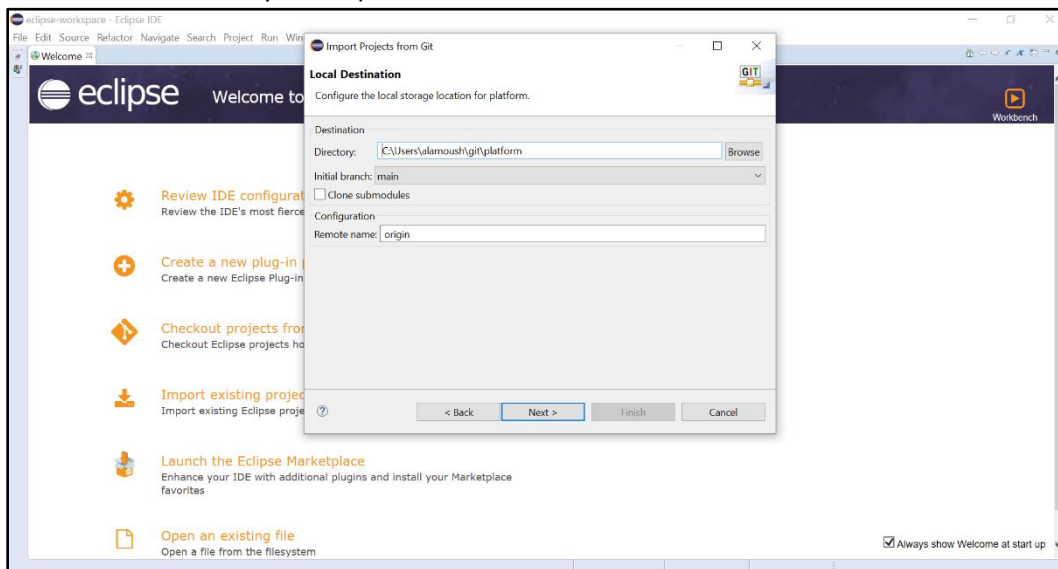 eclipse-workspace - Eclipse IDE
File Edit Source Refactor Navigate Search Project Run Win
Welcome
eclipse Welcome to
Workbench
Import Projects from Git
Local Destination
Configure the local storage location for platform.
GIT
Destination
Directory: C:\Users\alamoush\git\platform Browse
Initial branch: main
Clone submodules
Configuration
Remote name: origin
< Back Next > Finish Cancel
Review IDE configurat
Review the IDE's most fierce
Create a new plug-in
Create a new Eclipse Plug-in
Checkout projects fro
Checkout Eclipse projects ho
Import existing projec
Import existing Eclipse proje
Launch the Eclipse Marketplace
Enhance your IDE with additional plugins and install your Marketplace
favorites
Open an existing file
Open a file from the filesystem
Always show Welcome at start up